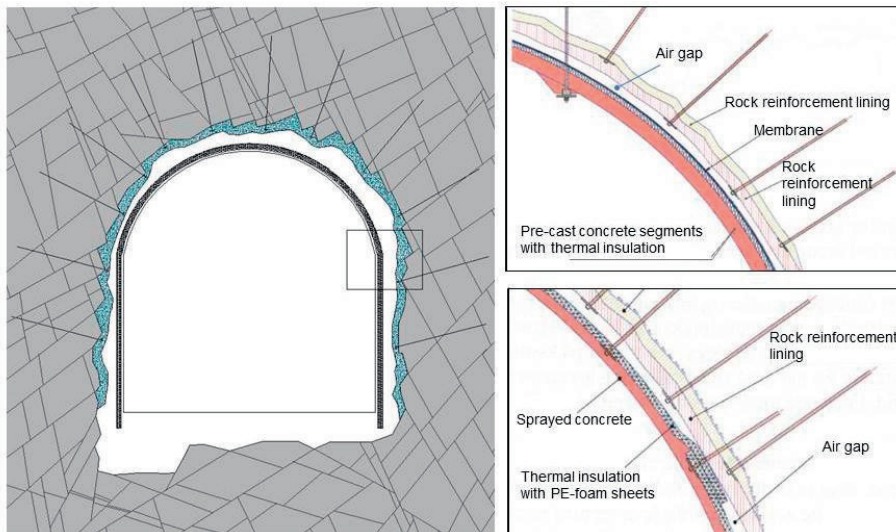 Air gap
Rock reinforcement lining
Membrane
Rock
reinforcement
lining
Pre-cast concrete segments
with thermal insulation
Rock reinforcement
lining
Sprayed concrete
Air gap
Thermal insulation
with PE-foam sheets